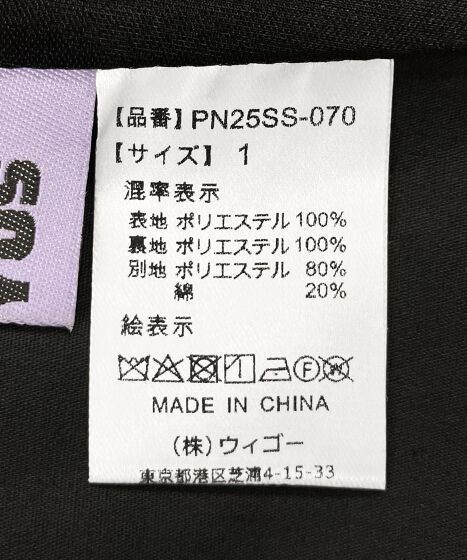 【品番】PN25SS-070
【サイズ】 1
混率表示
表地 ポリエステル 100%
裏地 ポリエステル 100%
別地 ポリエステル 80%
綿 20%
絵表示
MADE IN CHINA
(株)ウィゴー
東京都港区芝浦4-15-33